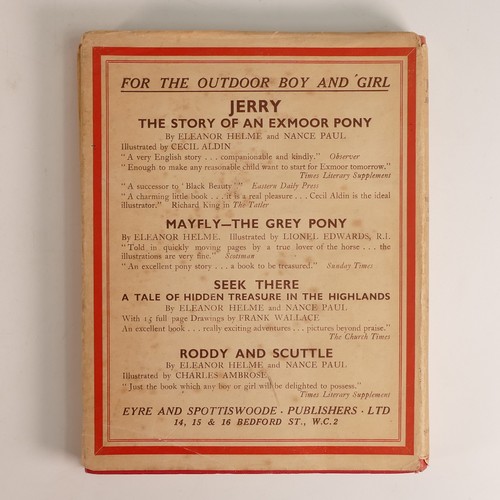 FOR THE OUTDOOR BOY AND GIRL
JERRY
THE STORY OF AN EXMOOR PONY
By ELEANOR HELME and NANCE PAUL
Illustrated by CECIL ALDIN
"A very English story . . . companionable and kindly." Observer
"Enough to make any reasonable child want to start for Exmoor tomorrow."
Times Literary Supplement
"A successor to 'Black Beauty'" Eastern Daily Press
"A charming little book . . . it is a real pleasure . . . Cecil Aldin is the ideal
illustrator." Richard King in The Tatler
MAYFLY—THE GREY PONY
By ELEANOR HELME. Illustrated by LIONEL EDWARDS, R.I.
"Told in quickly moving pages by a true lover of the horse . . . the
illustrations are very fine." Scotsman
"An excellent pony story . . . a book to be treasured." Sunday Times
SEEK THERE
A TALE OF HIDDEN TREASURE IN THE HIGHLANDS
By ELEANOR HELME and NANCE PAUL
With 15 full page Drawings by FRANK WALLACE
An excellent book . . . really exciting adventures . . . pictures beyond praise."
The Church Times
RODDY AND SCUTTLE
By ELEANOR HELME and NANCE PAUL
Illustrated by CHARLES AMBROSE
"Just the book which any boy or girl will be delighted to possess."
Times Literary Supplement
EYRE AND SPOTTISWOODE · PUBLISHERS · LTD
14, 15 & 16 BEDFORD ST., W.C.2